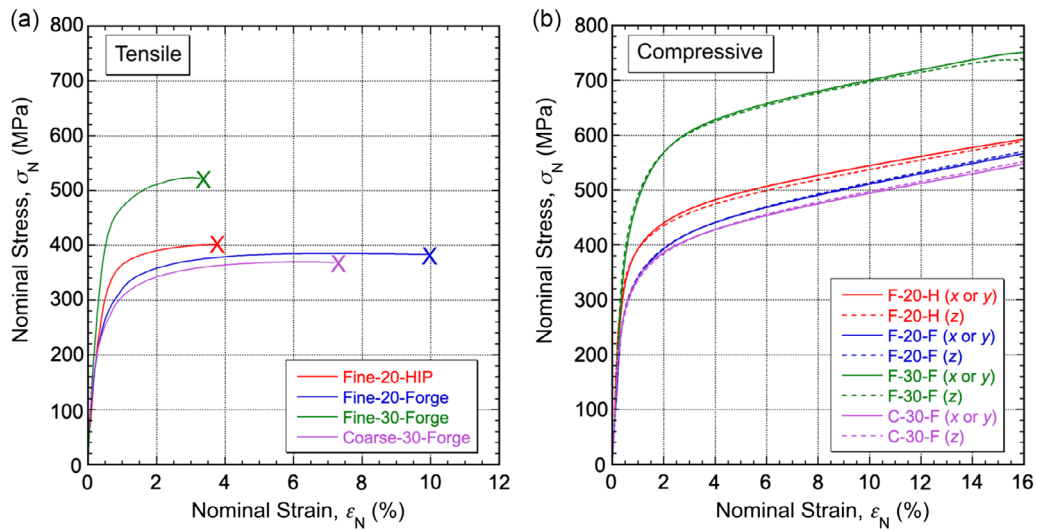 (a)
Tensile
Nominal Stress, σN (MPa)
800
700
600
500
400
300
200
100
0
Fine-20-HIP
Fine-20-Forge
Fine-30-Forge
Coarse-30-Forge
0 2 4 6 8 10 12
Nominal Strain, εN (%)
(b)
Compressive
Nominal Stress, σN (MPa)
800
700
600
500
400
300
200
100
0
F-20-H (x or y)
F-20-H (z)
F-20-F (x or y)
F-20-F (z)
F-30-F (x or y)
F-30-F (z)
C-30-F (x or y)
C-30-F (z)
0 2 4 6 8 10 12 14 16
Nominal Strain, εN (%)